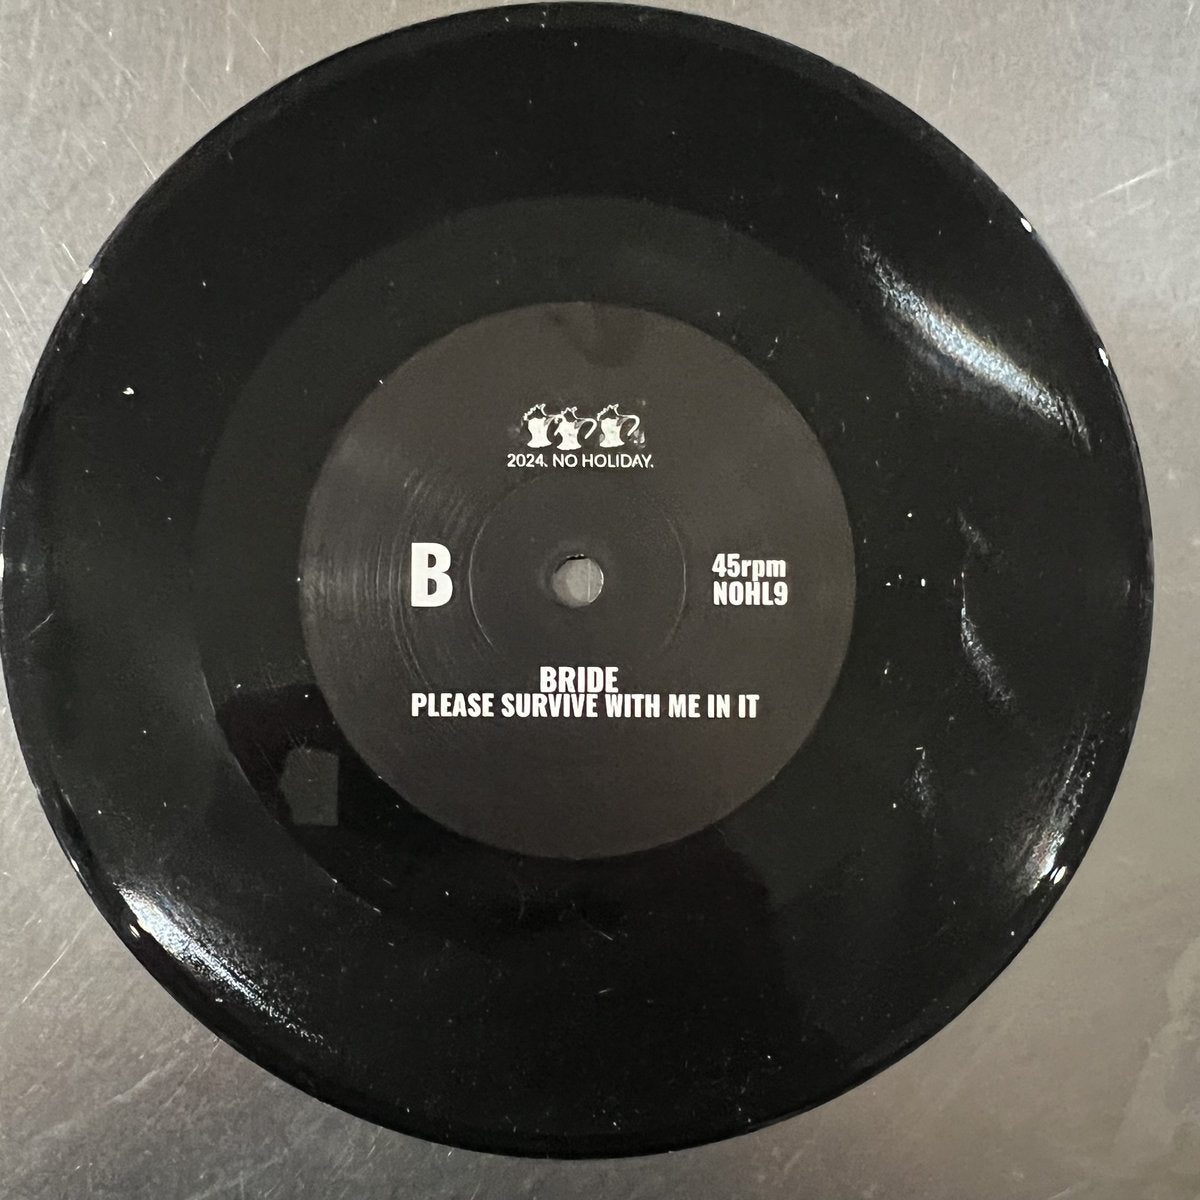 2024. NO HOLIDAY.
B
45rpm
NOHL9
BRIDE
PLEASE SURVIVE WITH ME IN IT